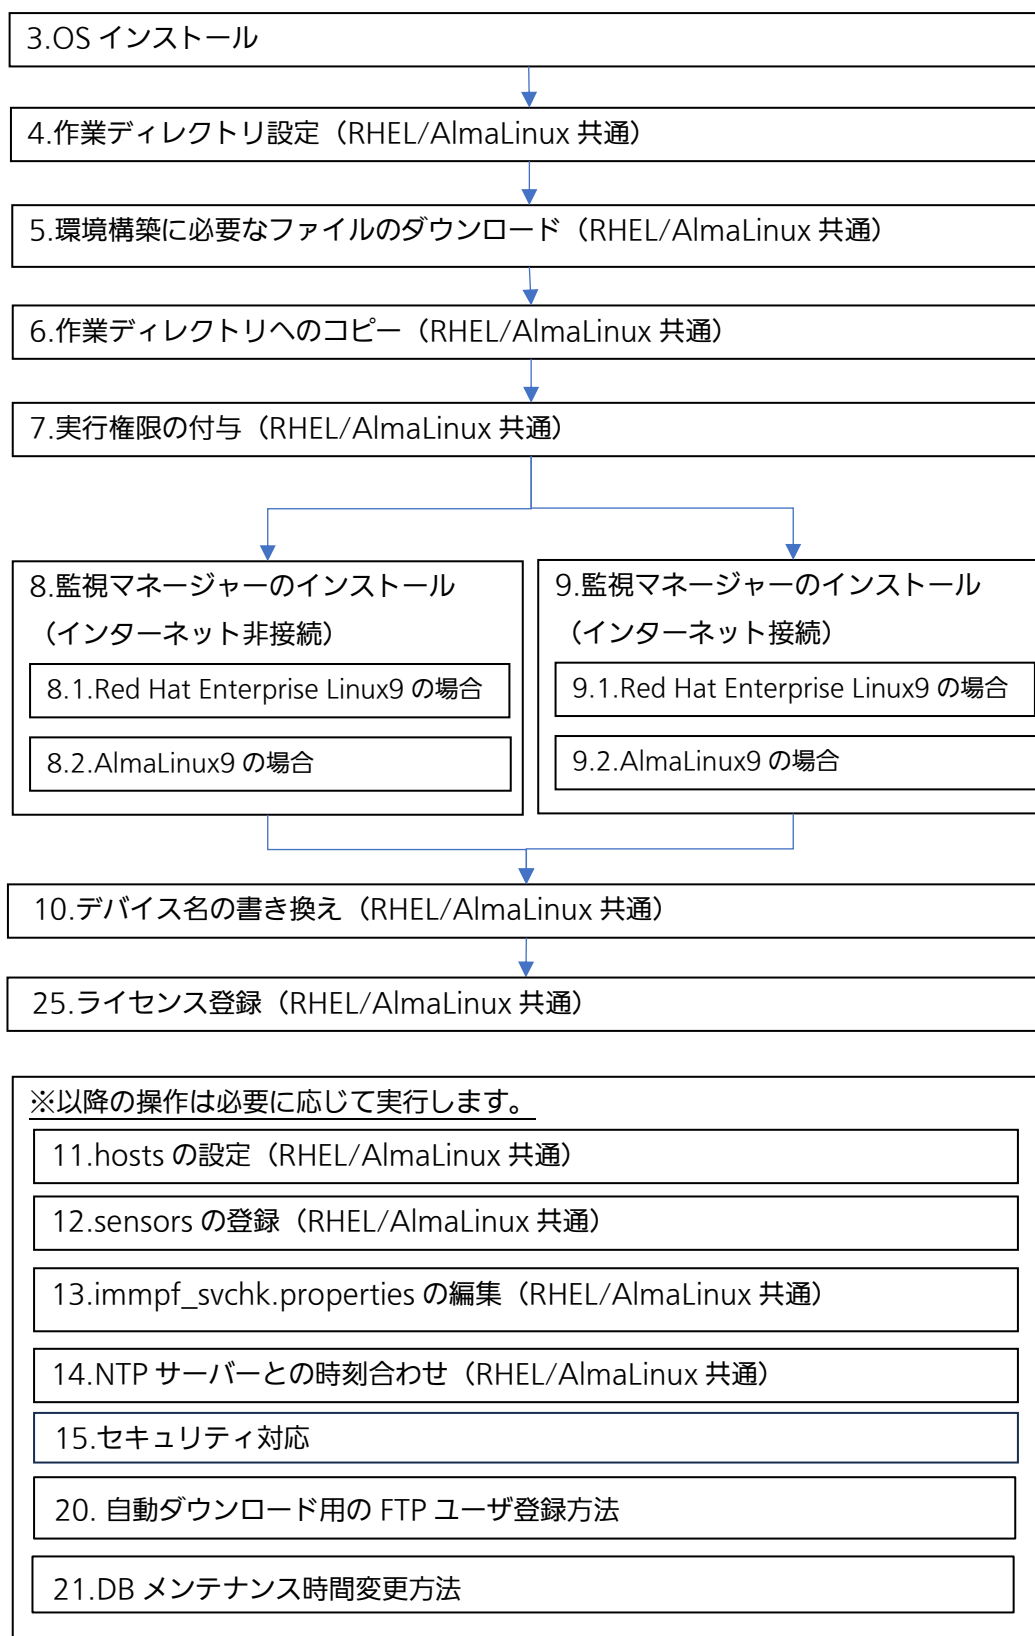 3.OS インストール
4.作業ディレクトリ設定（RHEL/AlmaLinux 共通）
5.環境構築に必要なファイルのダウンロード（RHEL/AlmaLinux 共通）
6.作業ディレクトリへのコピー（RHEL/AlmaLinux 共通）
7.実行権限の付与（RHEL/AlmaLinux 共通）
8.監視マネージャーのインストール
（インターネット非接続）
8.1.Red Hat Enterprise Linux9 の場合
8.2.AlmaLinux9 の場合
9.監視マネージャーのインストール
（インターネット接続）
9.1.Red Hat Enterprise Linux9 の場合
9.2.AlmaLinux9 の場合
10.デバイス名の書き換え（RHEL/AlmaLinux 共通）
25.ライセンス登録（RHEL/AlmaLinux 共通）
※以降の操作は必要に応じて実行します。
11.hosts の設定（RHEL/AlmaLinux 共通）
12.sensors の登録（RHEL/AlmaLinux 共通）
13.immpf_svchk.properties の編集（RHEL/AlmaLinux 共通）
14.NTP サーバーとの時刻合わせ（RHEL/AlmaLinux 共通）
15.セキュリティ対応
20. 自動ダウンロード用の FTP ユーザ登録方法
21.DB メンテナンス時間変更方法